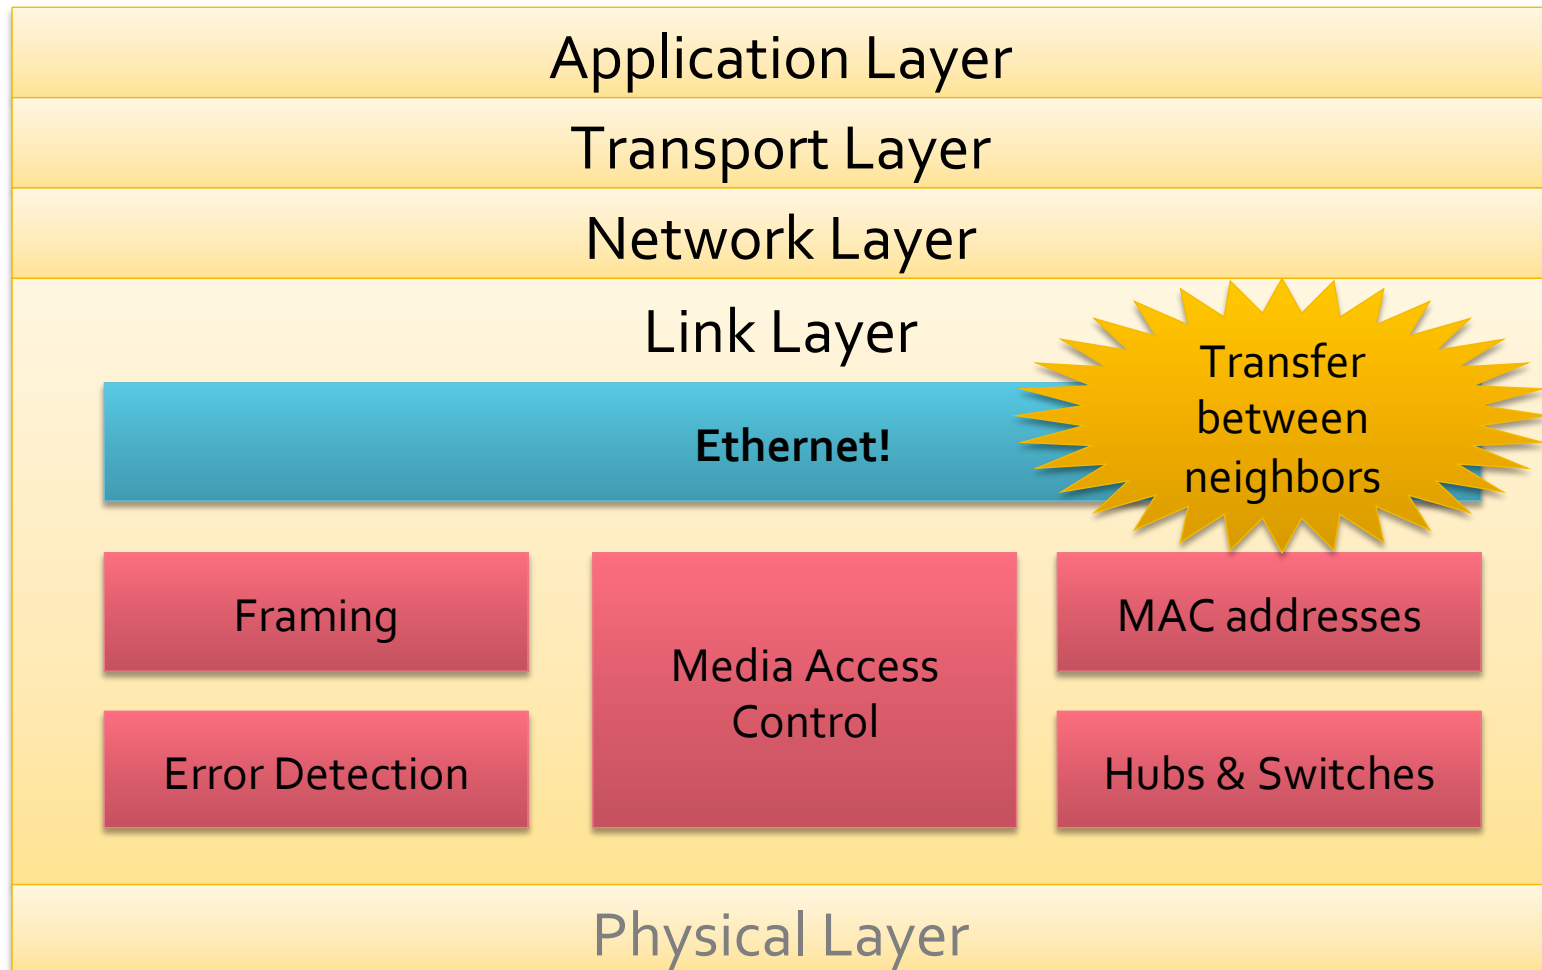 Application Layer
Transport Layer
Network Layer
Link Layer
Transfer
between
neighbors
Ethernet!
Framing
Media Access
Control
MAC addresses
Error Detection
Hubs & Switches
Physical Layer